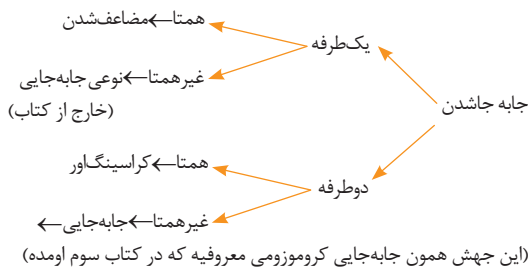 همتا←مضاعف‌شدن
یک‌طرفه
غیرهمتا←نوعی جابه‌جایی
(خارج از کتاب)
جابه جاشدن
همتا←کراسینگ‌اور
دوطرفه
غیرهمتا←جابه‌جایی←
(این جهش همون جابه‌جایی کروموزومی معروفیه که در کتاب سوم اومده)